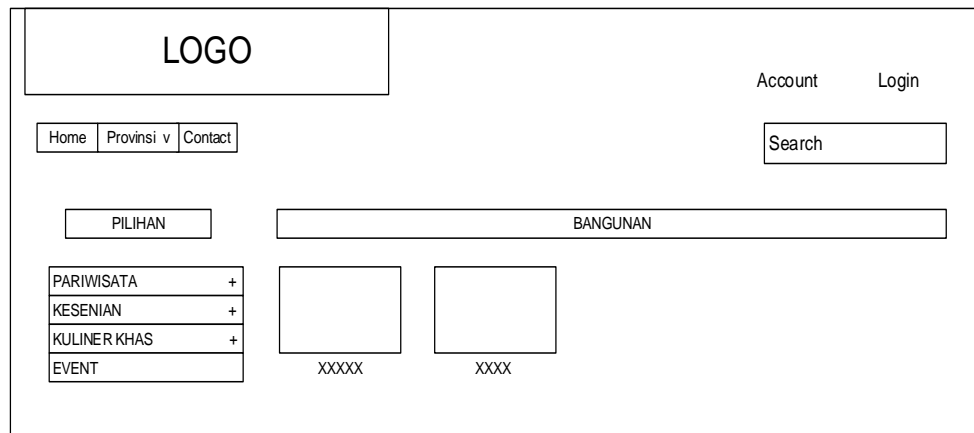 LOGO
Account Login
Home Provinsi v Contact
Search
PILIHAN
BANGUNAN
PARIWISATA +
KESENIAN +
KULINER KHAS +
EVENT
XXXXX XXXX